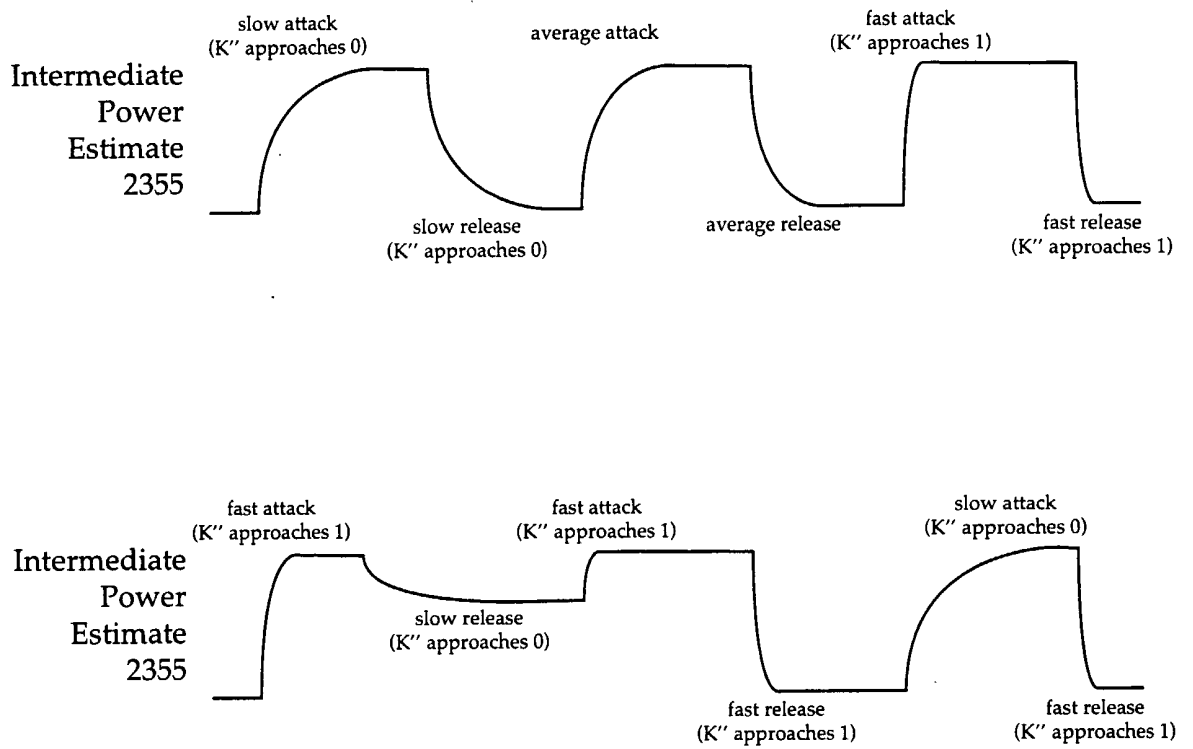 slow attack
(K″ approaches 0)
average attack
fast attack
(K″ approaches 1)
Intermediate
Power
Estimate
2355
slow release
(K″ approaches 0)
average release
fast release
(K″ approaches 1)
fast attack
(K″ approaches 1)
fast attack
(K″ approaches 1)
slow attack
(K″ approaches 0)
Intermediate
Power
Estimate
2355
slow release
(K″ approaches 0)
fast release
(K″ approaches 1)
fast release
(K″ approaches 1)